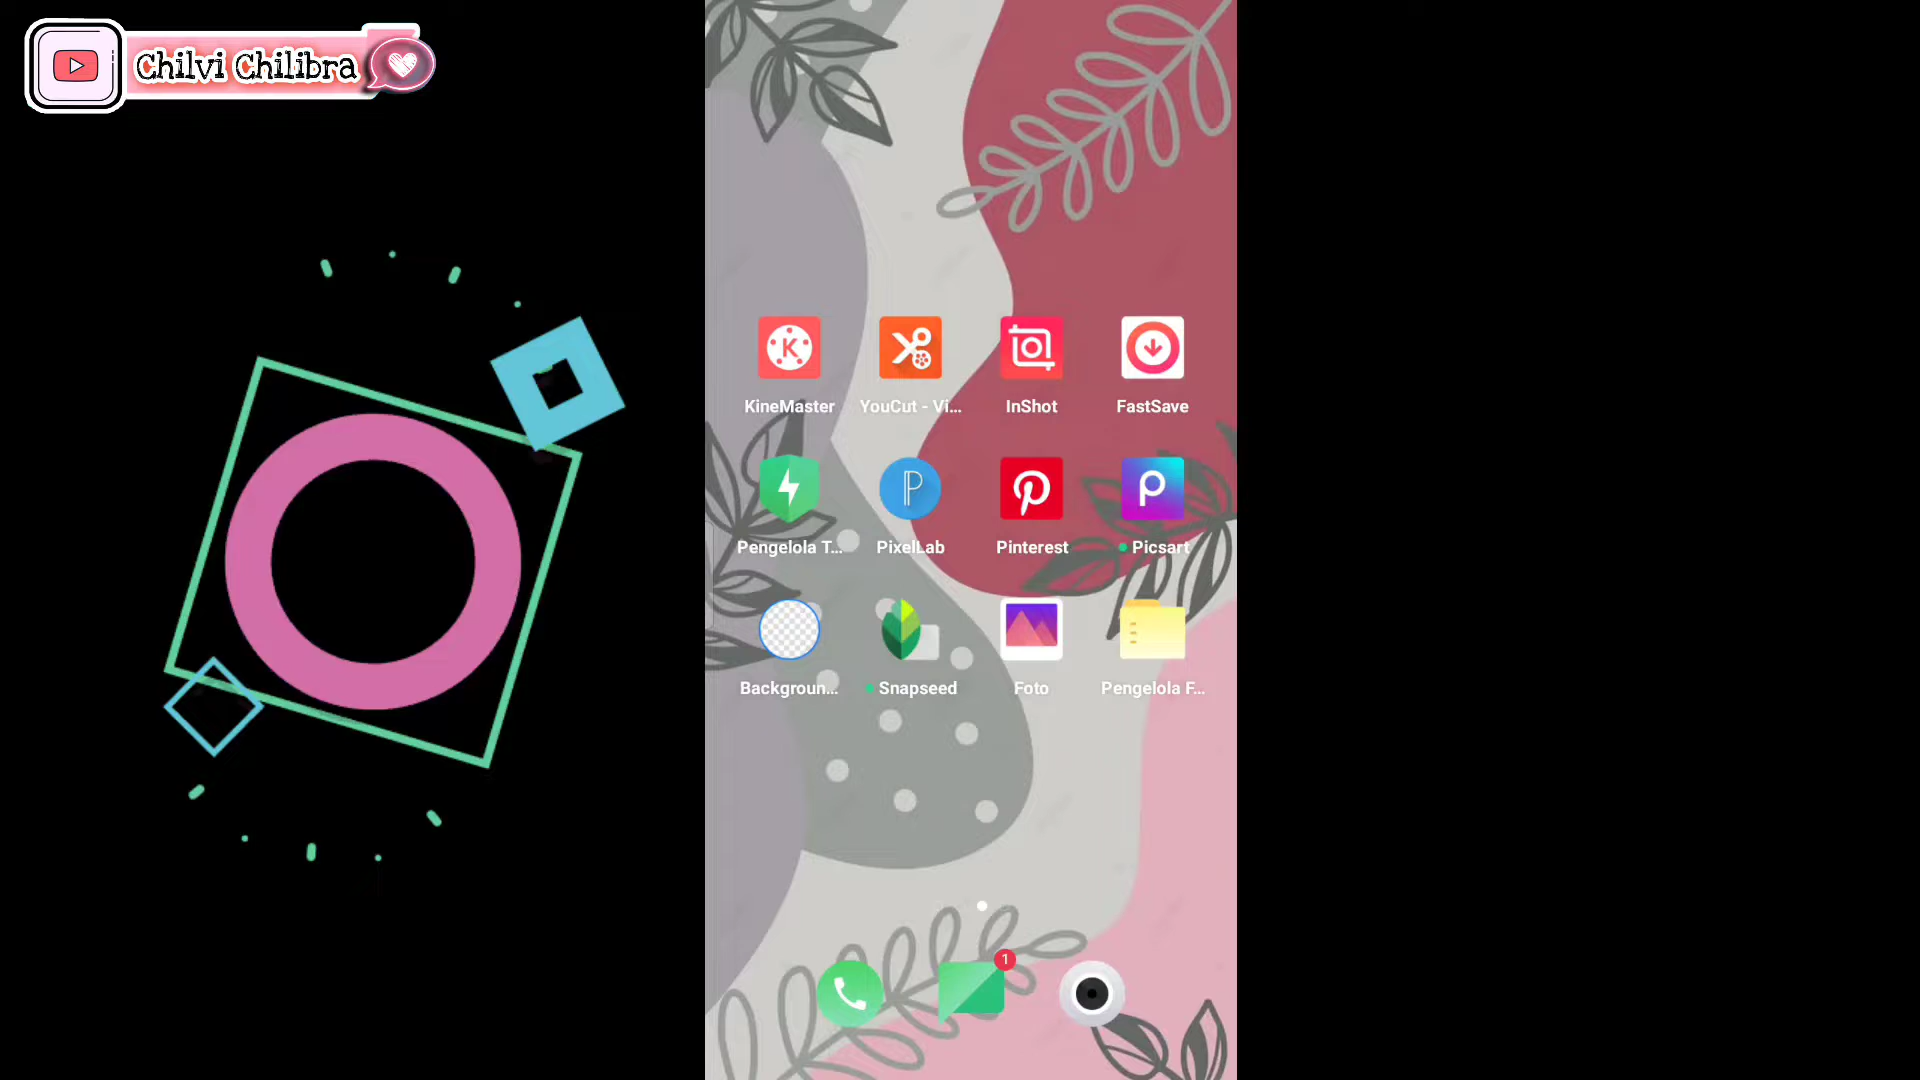 Chilvi Chilibra
KineMaster
YouCut - Vi...
InShot
FastSave
Pengelola T...
PixelLab
Pinterest
Picsart
Backgroun...
Snapseed
Foto
Pengelola F...
1